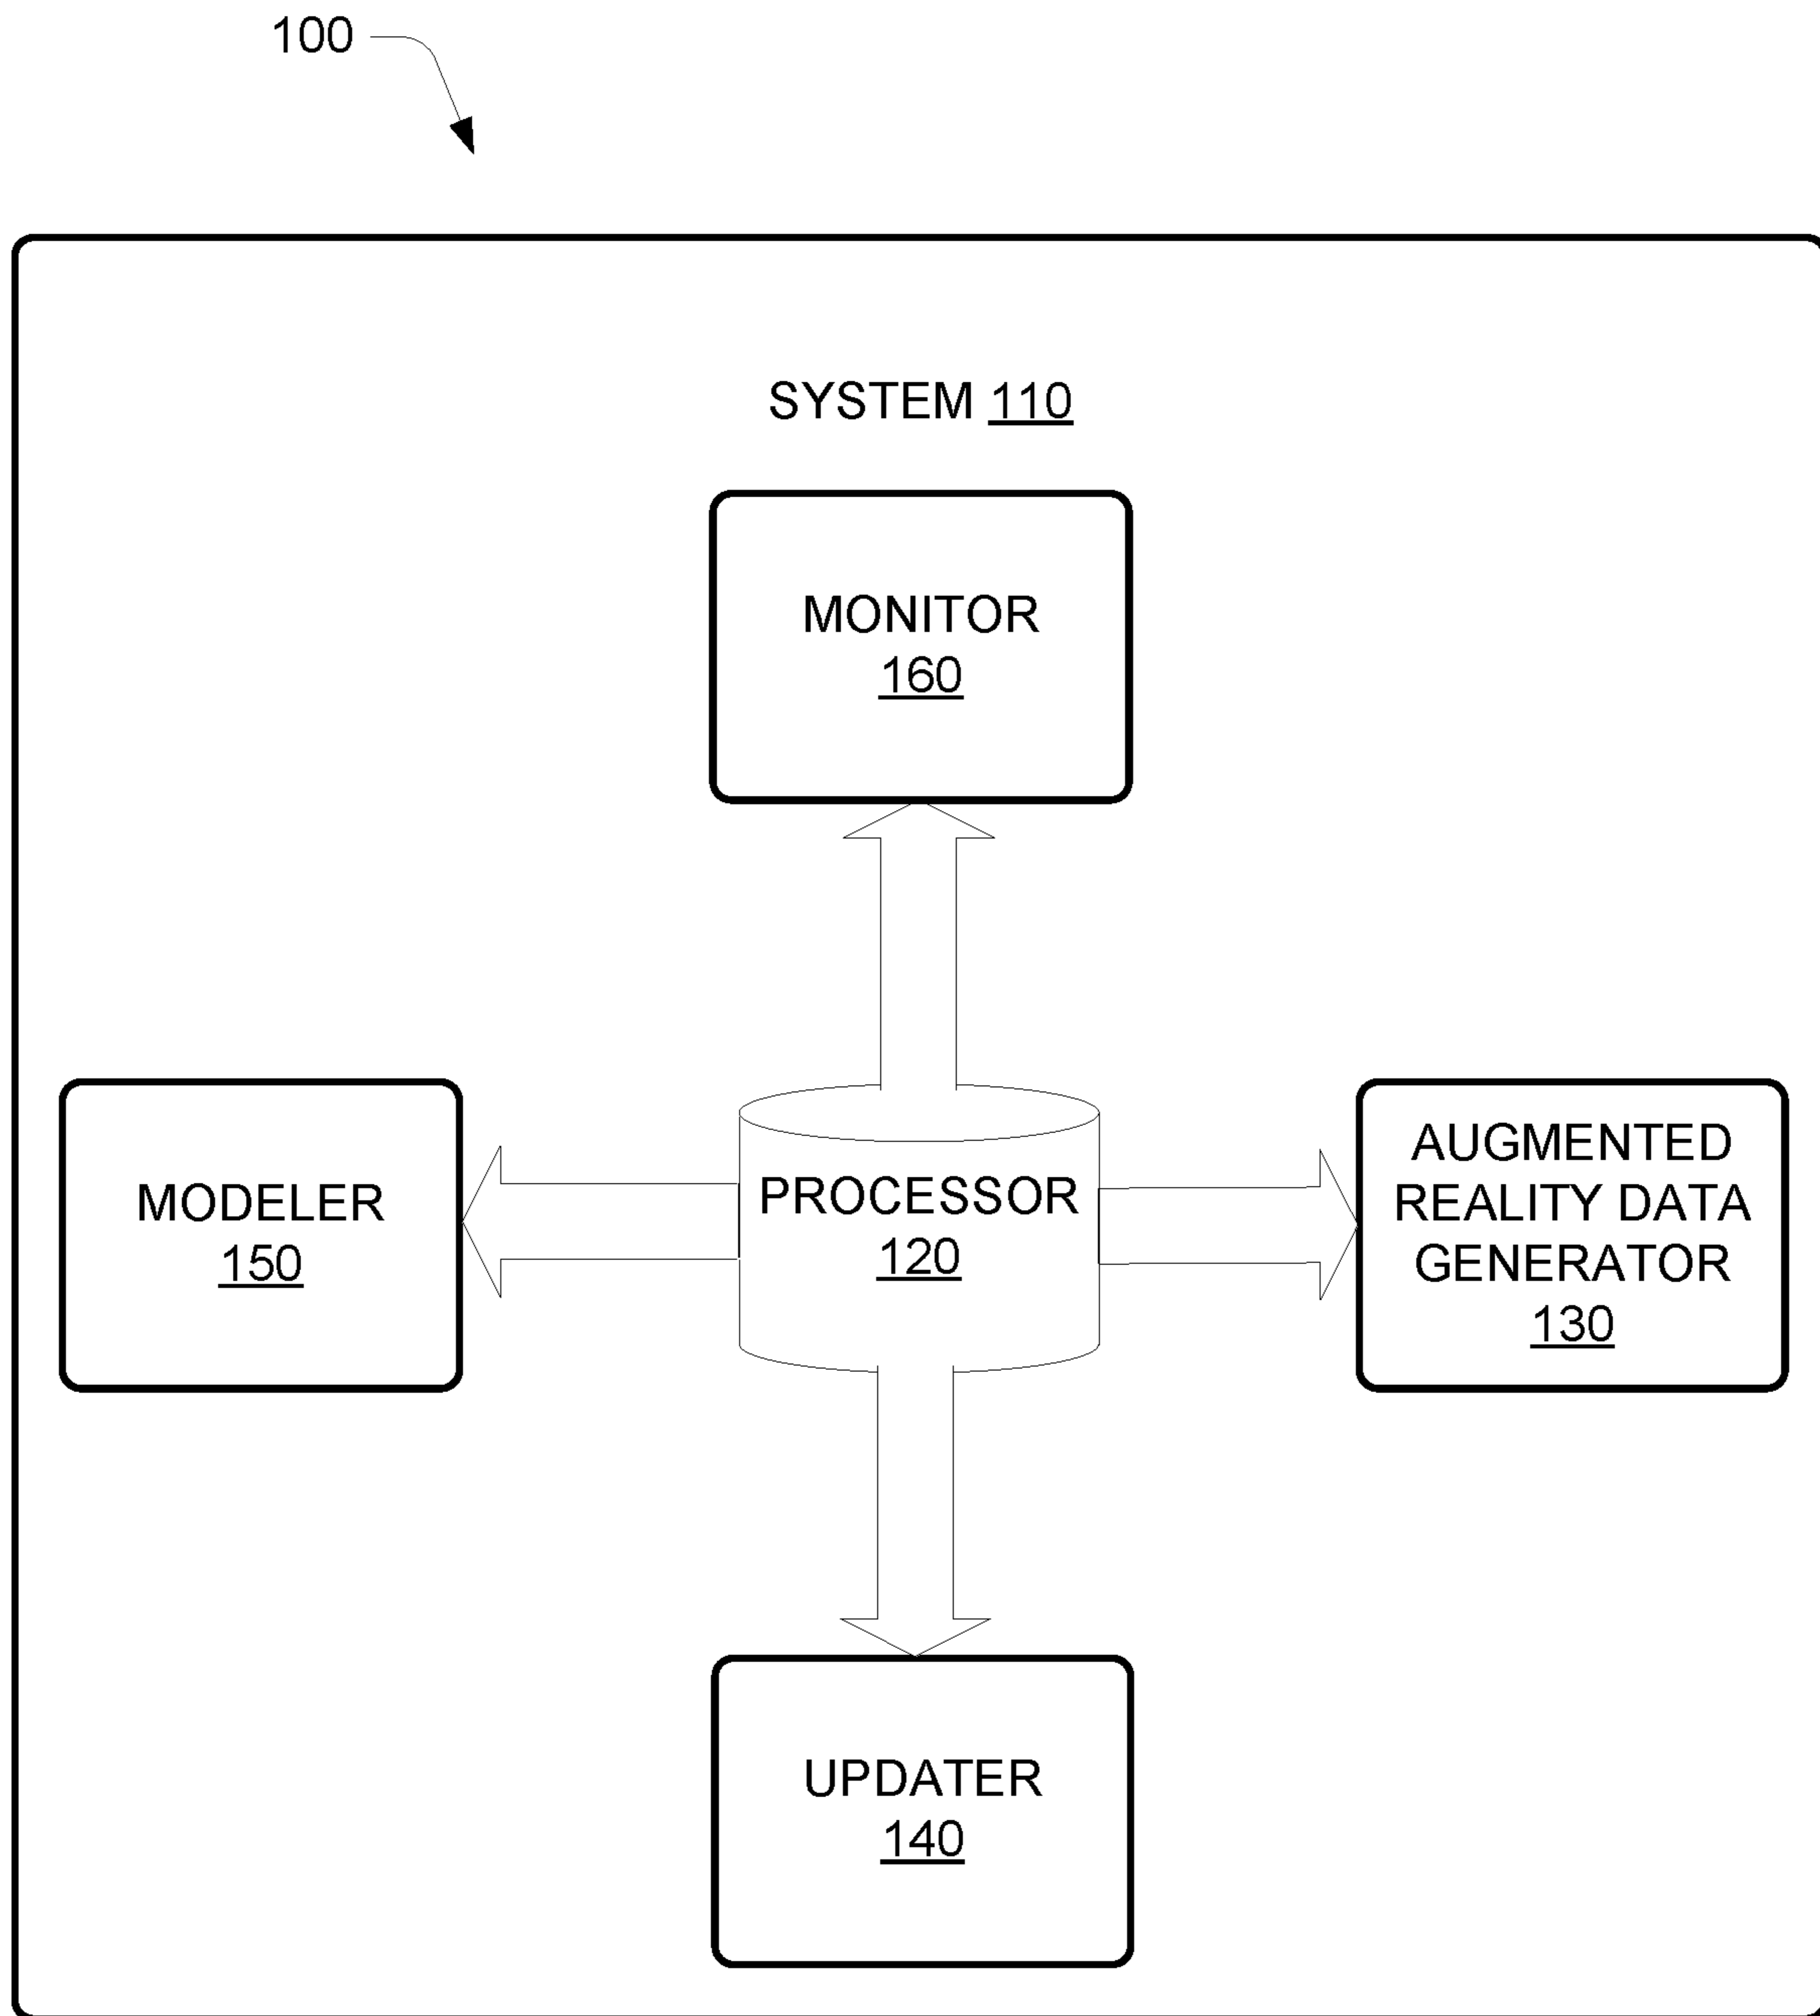 100
SYSTEM 110
MONITOR
160
MODELER
150
PROCESSOR
120
AUGMENTED
REALITY DATA
GENERATOR
130
UPDATER
140